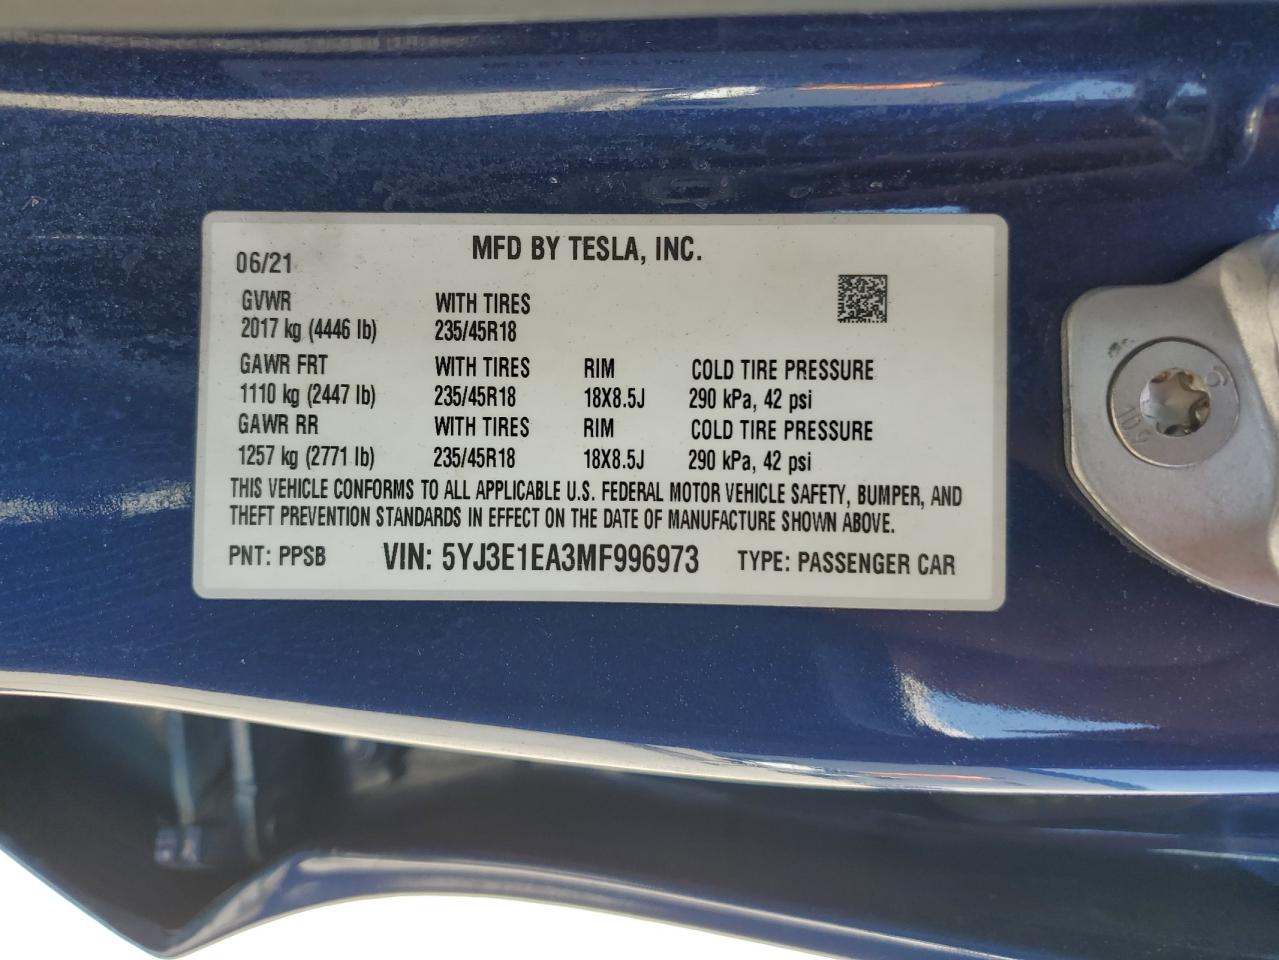 MFD BY TESLA, INC.
06/21
GVWR WITH TIRES
2017 kg (4446 lb) 235/45R18
GAWR FRT WITH TIRES RIM COLD TIRE PRESSURE
1110 kg (2447 lb) 235/45R18 18X8.5J 290 kPa, 42 psi
GAWR RR WITH TIRES RIM COLD TIRE PRESSURE
1257 kg (2771 lb) 235/45R18 18X8.5J 290 kPa, 42 psi
THIS VEHICLE CONFORMS TO ALL APPLICABLE U.S. FEDERAL MOTOR VEHICLE SAFETY, BUMPER, AND
THEFT PREVENTION STANDARDS IN EFFECT ON THE DATE OF MANUFACTURE SHOWN ABOVE.
PNT: PPSB VIN: 5YJ3E1EA3MF996973 TYPE: PASSENGER CAR